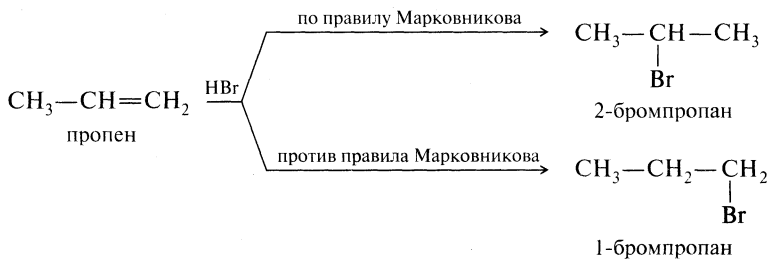 по правилу Марковникова
CH₃—CH—CH₃
Br
2-бромпропан
CH₃—CH=CH₂
HBr
пропен
против правила Марковникова
CH₃—CH₂—CH₂
Br
1-бромпропан